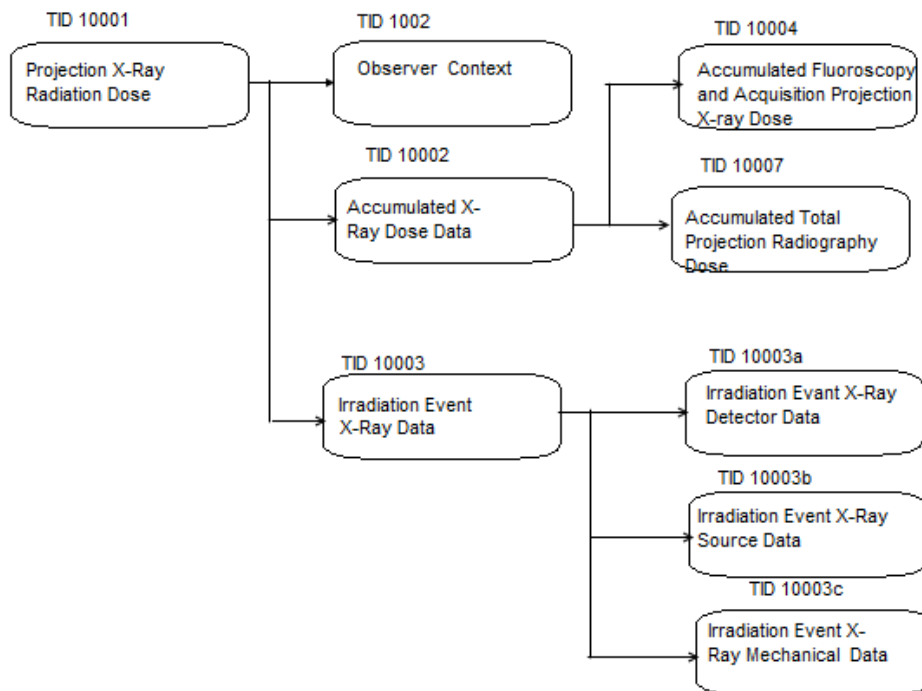 TID 10001
Projection X-Ray
Radiation Dose
TID 1002
Observer Context
TID 10002
Accumulated X-
Ray Dose Data
TID 10004
Accumulated Fluoroscopy
and Acquisition Projection
X-ray Dose
TID 10007
Accumulated Total
Projection Radiography
Dose
TID 10003
Irradiation Event
X-Ray Data
TID 10003a
Irradiation Evant X-Ray
Detector Data
TID 10003b
Irradiation Event X-Ray
Source Data
TID 10003c
Irradiation Event X-
Ray Mechanical Data